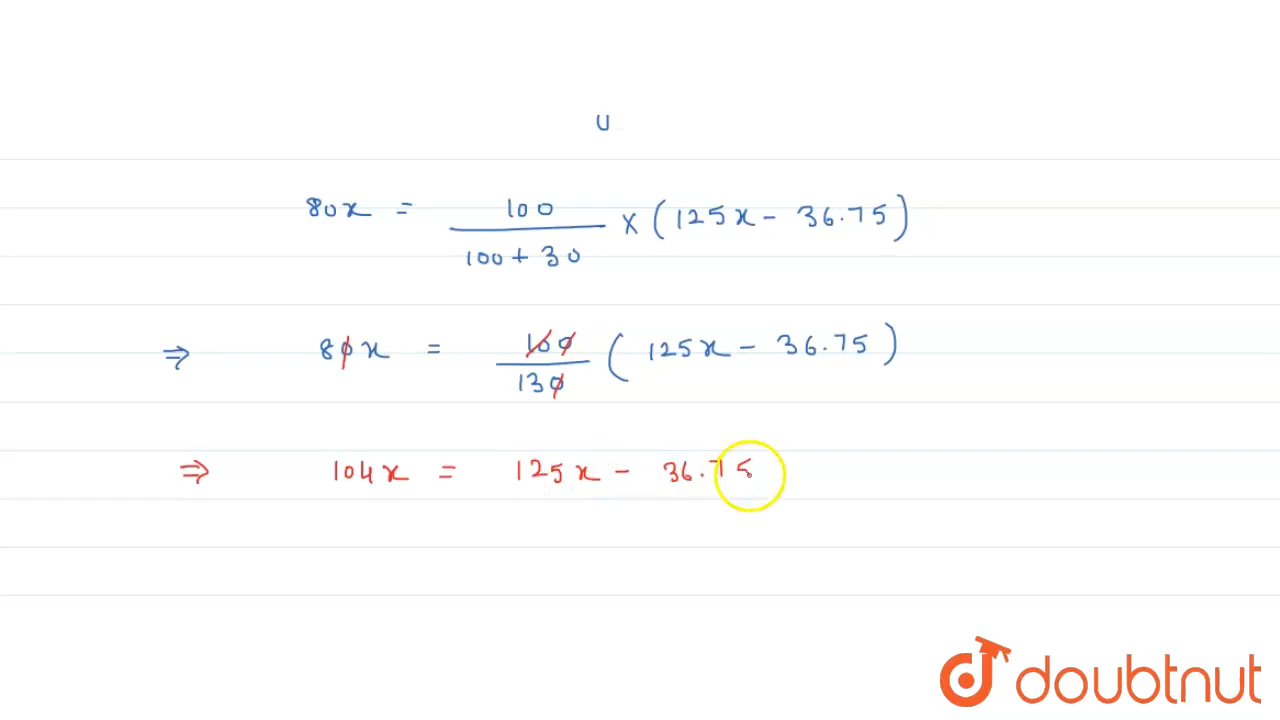 80x = 100/100+30 × (125x - 36.75)
⇒ 80x = 100/130 (125x - 36.75)
⇒ 104x = 125x - 36.75
doubtnut